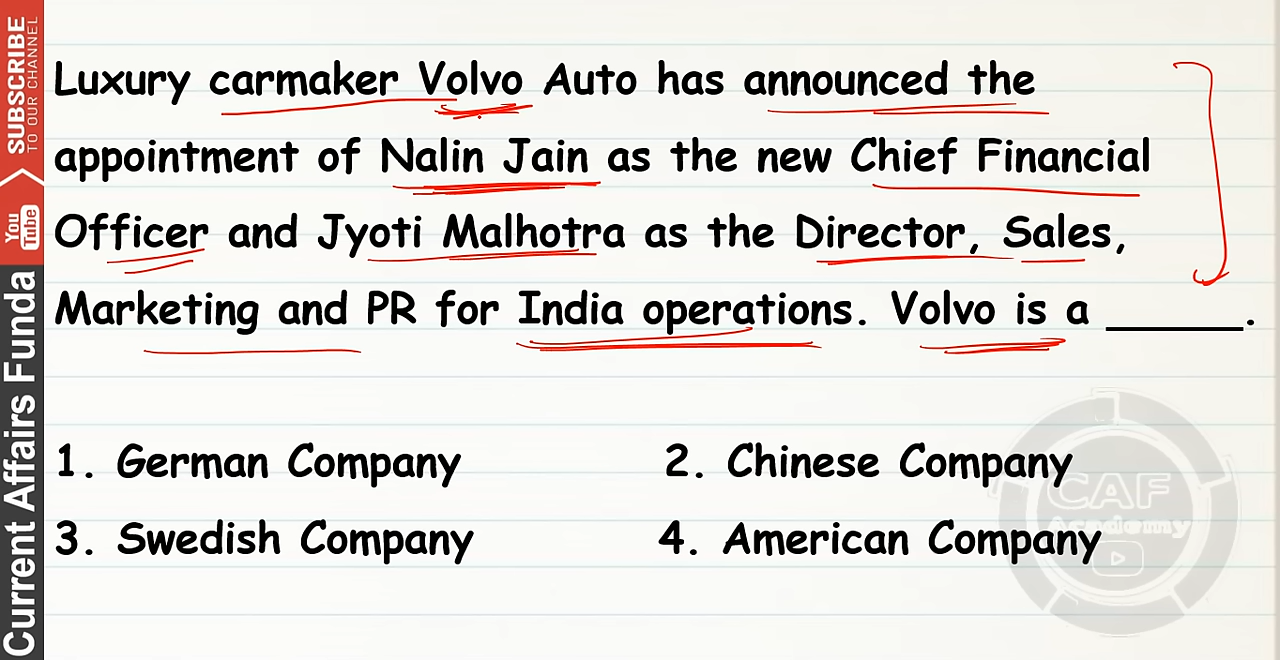 SUBSCRIBE
TO OUR CHANNEL
You Tube
Current Affairs Funda
Luxury carmaker Volvo Auto has announced the
appointment of Nalin Jain as the new Chief Financial
Officer and Jyoti Malhotra as the Director, Sales,
Marketing and PR for India operations. Volvo is a ______.
1. German Company 2. Chinese Company
3. Swedish Company 4. American Company
CAF
Academy